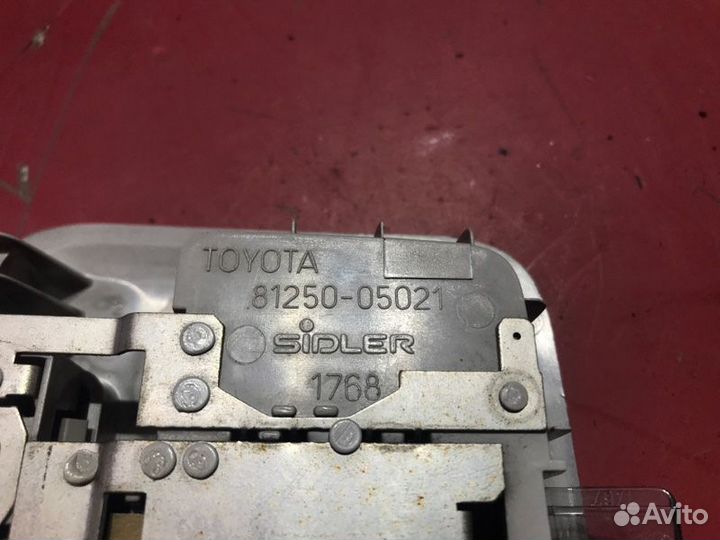 TOYOTA
81250-05021
SiDLER
1768
Avito